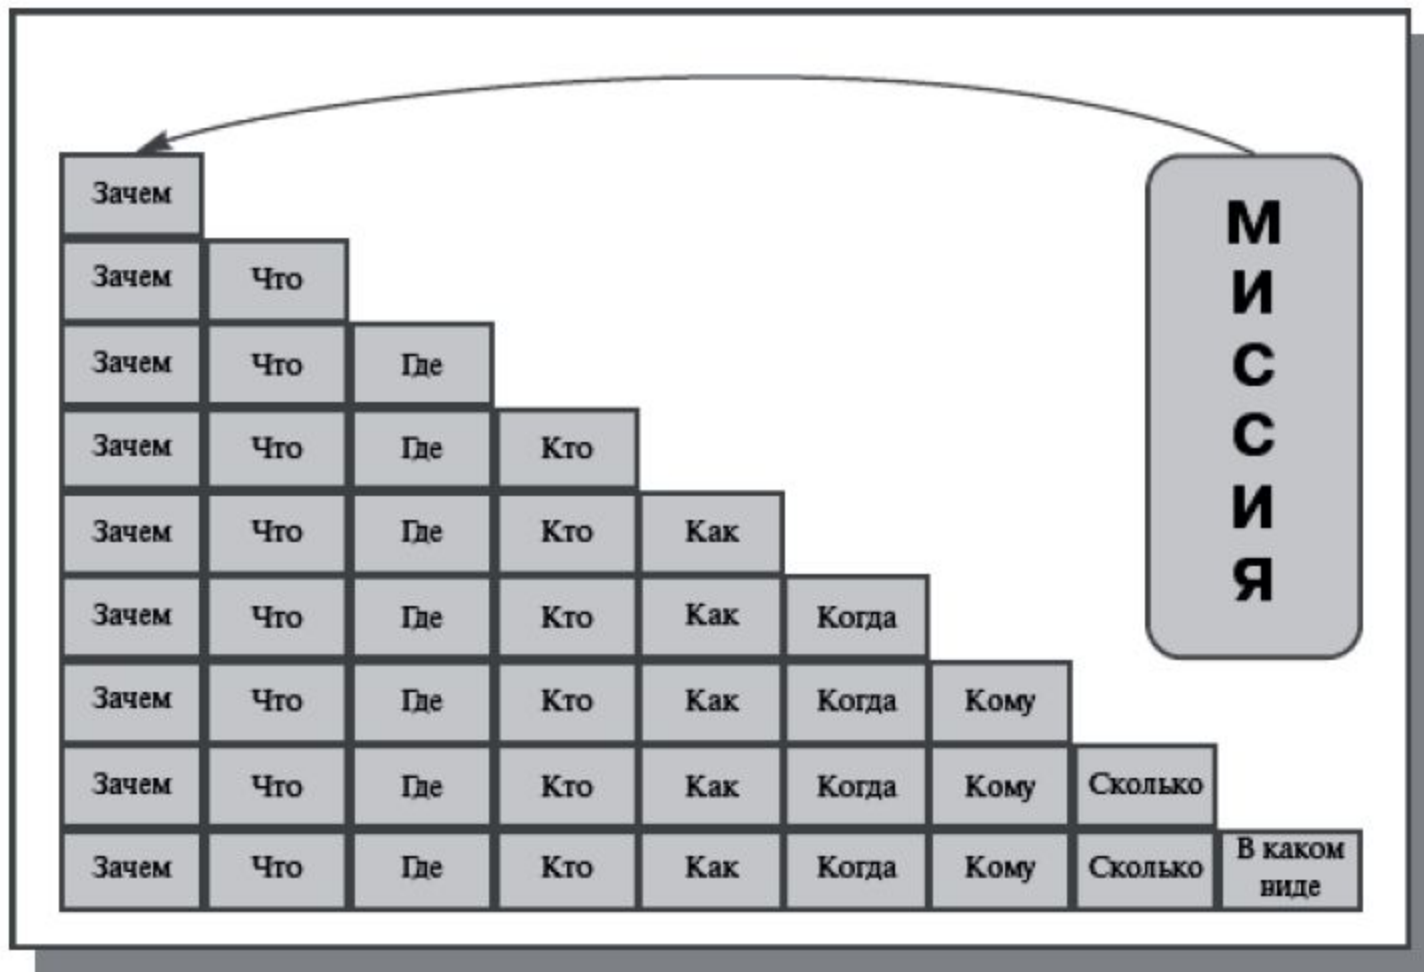 Зачем
Зачем Что
Зачем Что Где
Зачем Что Где Кто
Зачем Что Где Кто Как
Зачем Что Где Кто Как Когда
Зачем Что Где Кто Как Когда Кому
Зачем Что Где Кто Как Когда Кому Сколько
Зачем Что Где Кто Как Когда Кому Сколько В каком
виде
М
И
С
С
И
Я